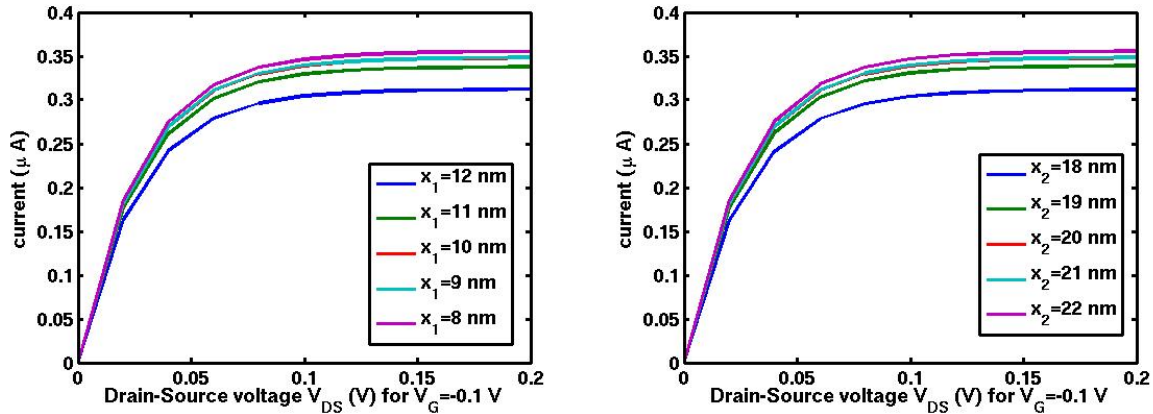 0.4
0.35
0.3
0.25
0.2
0.15
0.1
0.05
0
current (μ A)
x1=12 nm
x1=11 nm
x1=10 nm
x1=9 nm
x1=8 nm
0 0.05 0.1 0.15 0.2
Drain-Source voltage VDS (V) for VG=-0.1 V
0.4
0.35
0.3
0.25
0.2
0.15
0.1
0.05
0
current (μ A)
x2=18 nm
x2=19 nm
x2=20 nm
x2=21 nm
x2=22 nm
0 0.05 0.1 0.15 0.2
Drain-Source voltage VDS (V) for VG=-0.1 V